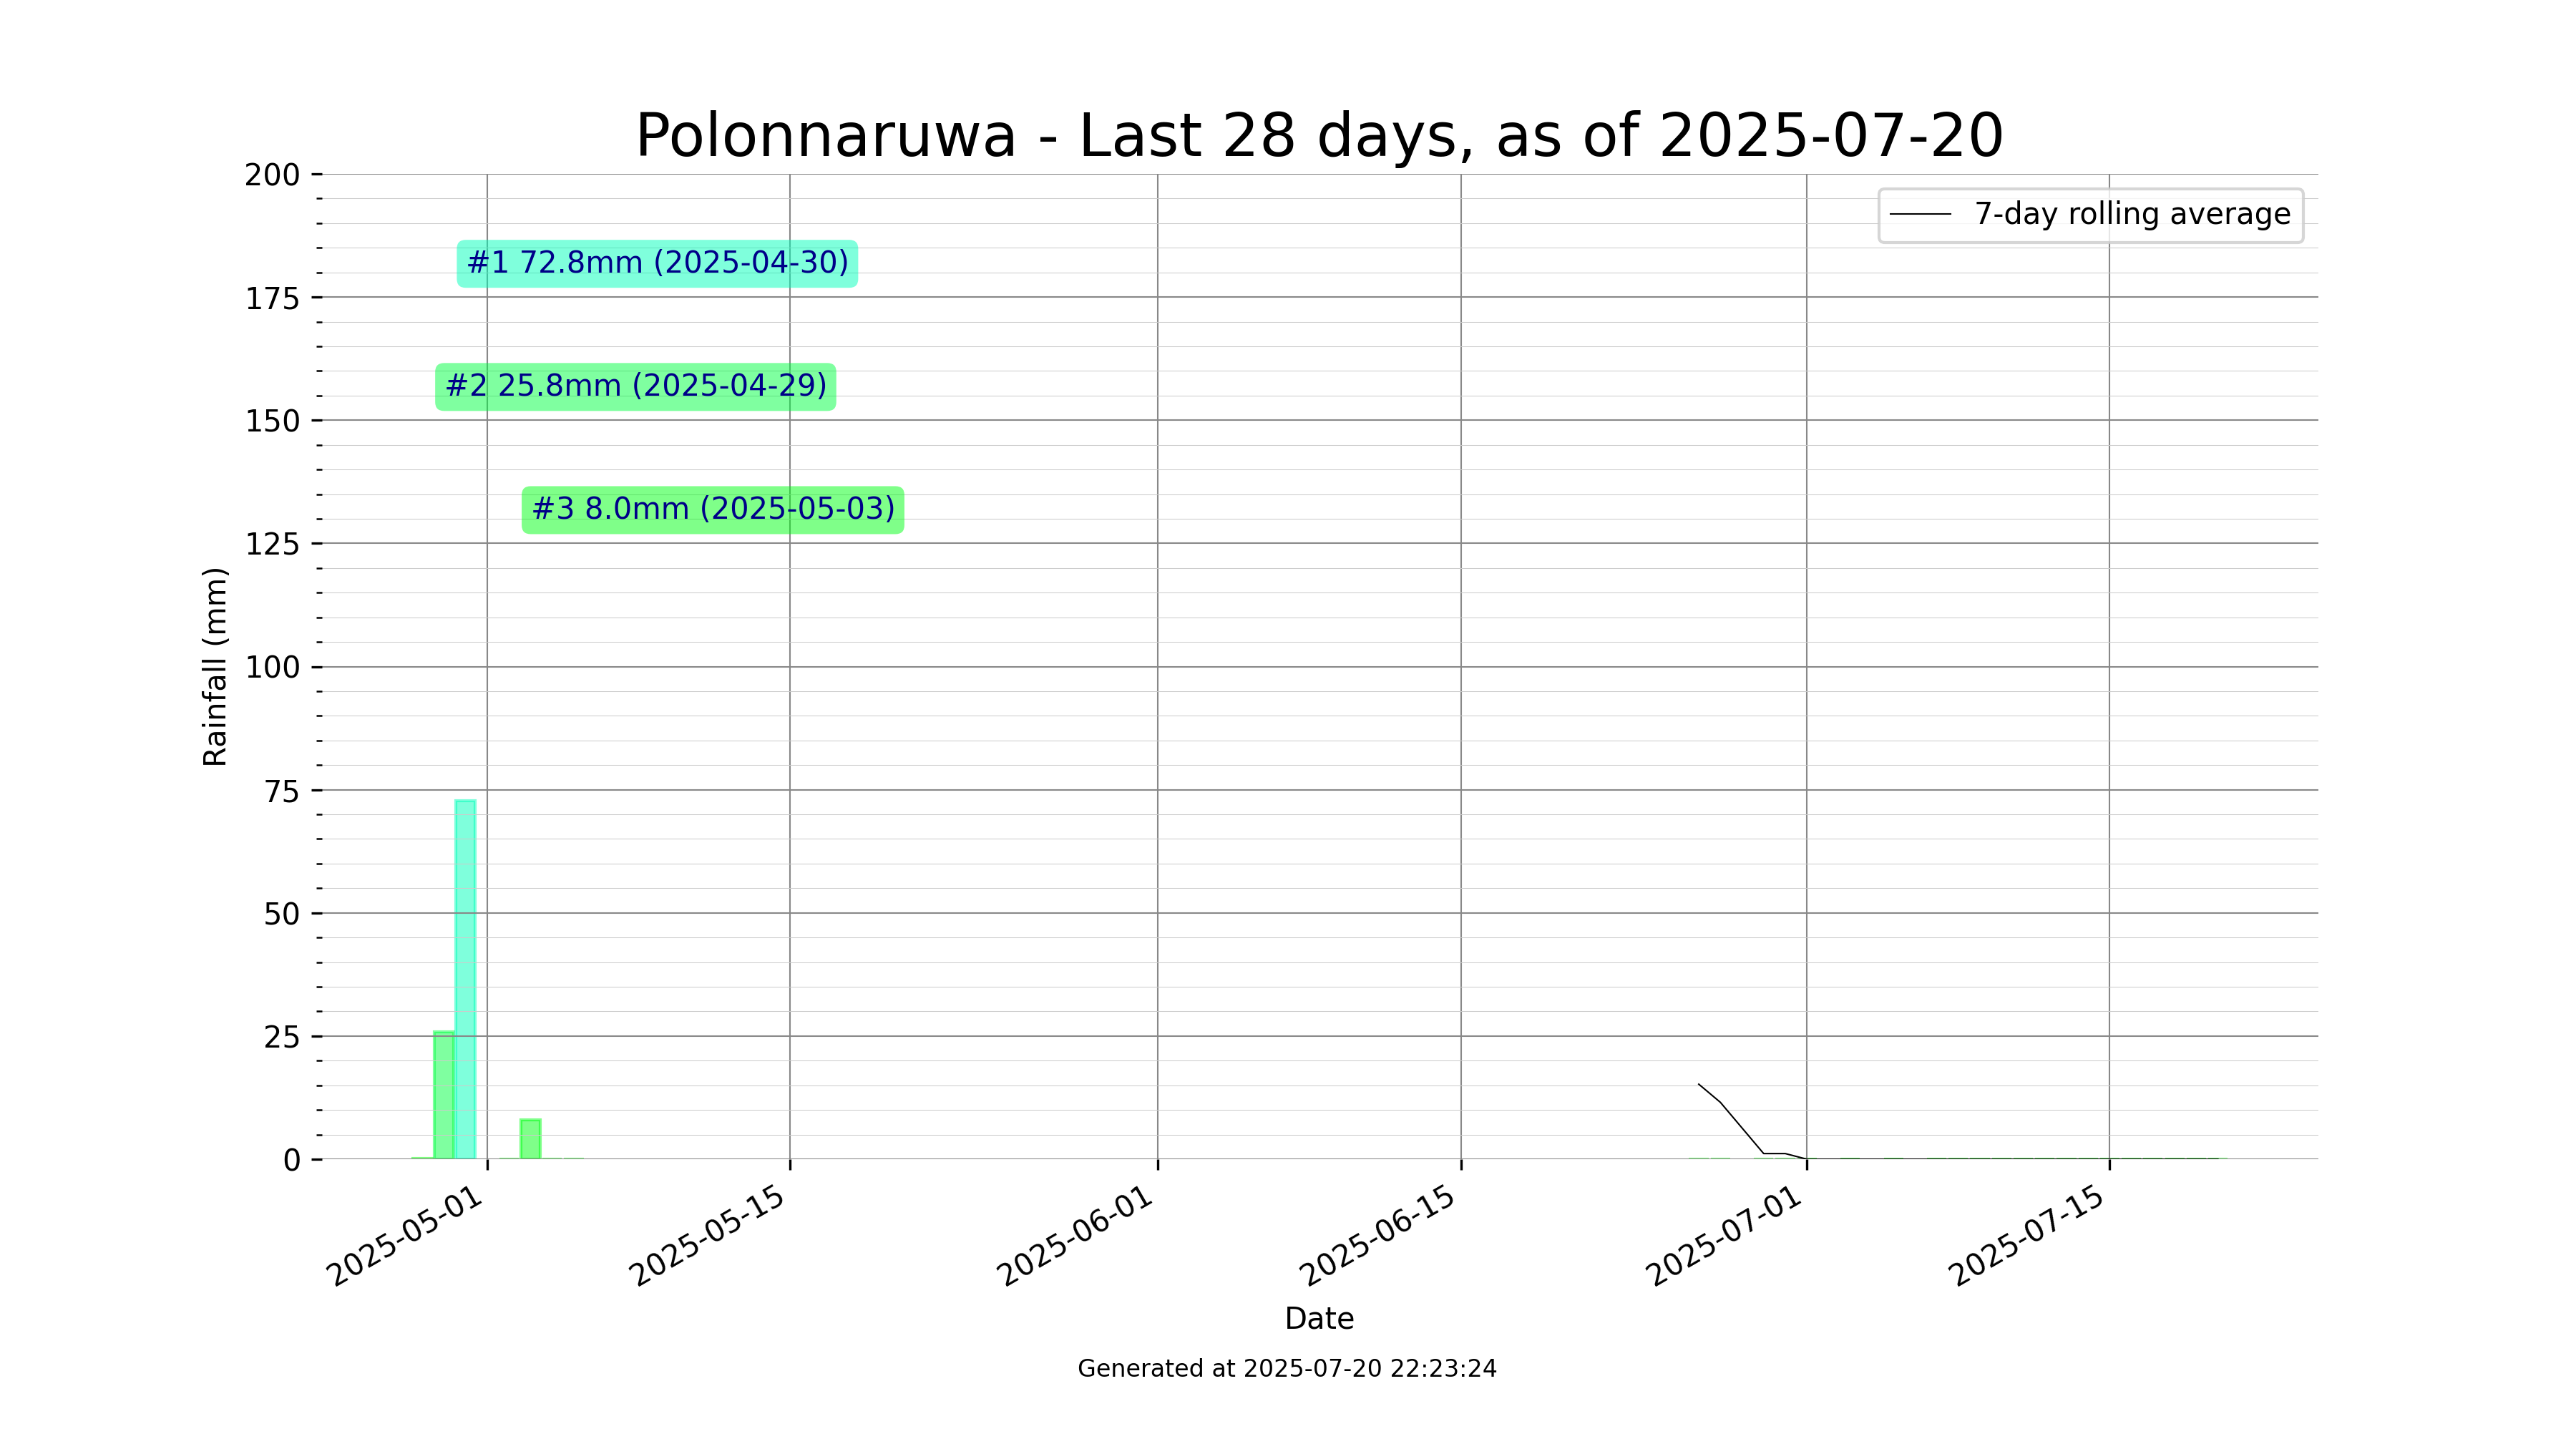 Polonnaruwa - Last 28 days, as of 2025-07-20
200
175
150
125
100
75
50
25
0
Rainfall (mm)
7-day rolling average
#1 72.8mm (2025-04-30)
#2 25.8mm (2025-04-29)
#3 8.0mm (2025-05-03)
2025-05-01
2025-05-15
2025-06-01
2025-06-15
2025-07-01
2025-07-15
Date
Generated at 2025-07-20 22:23:24